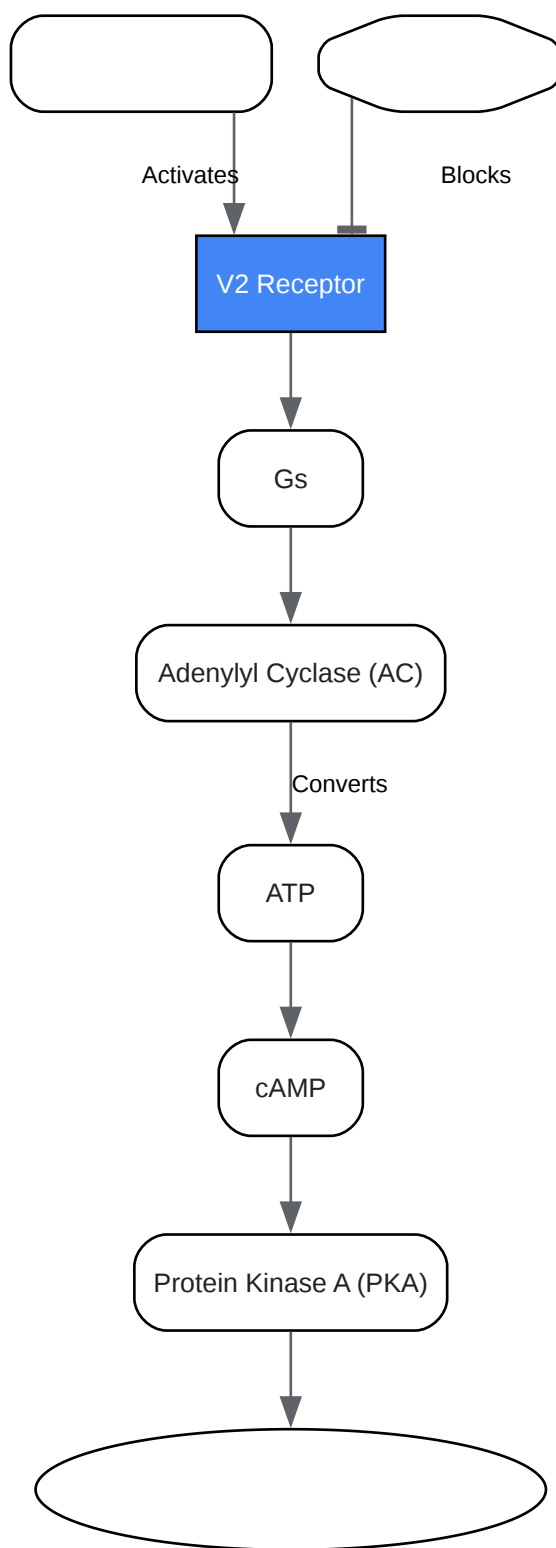 Activates
Blocks
V2 Receptor
Gs
Adenylyl Cyclase (AC)
Converts
ATP
cAMP
Protein Kinase A (PKA)